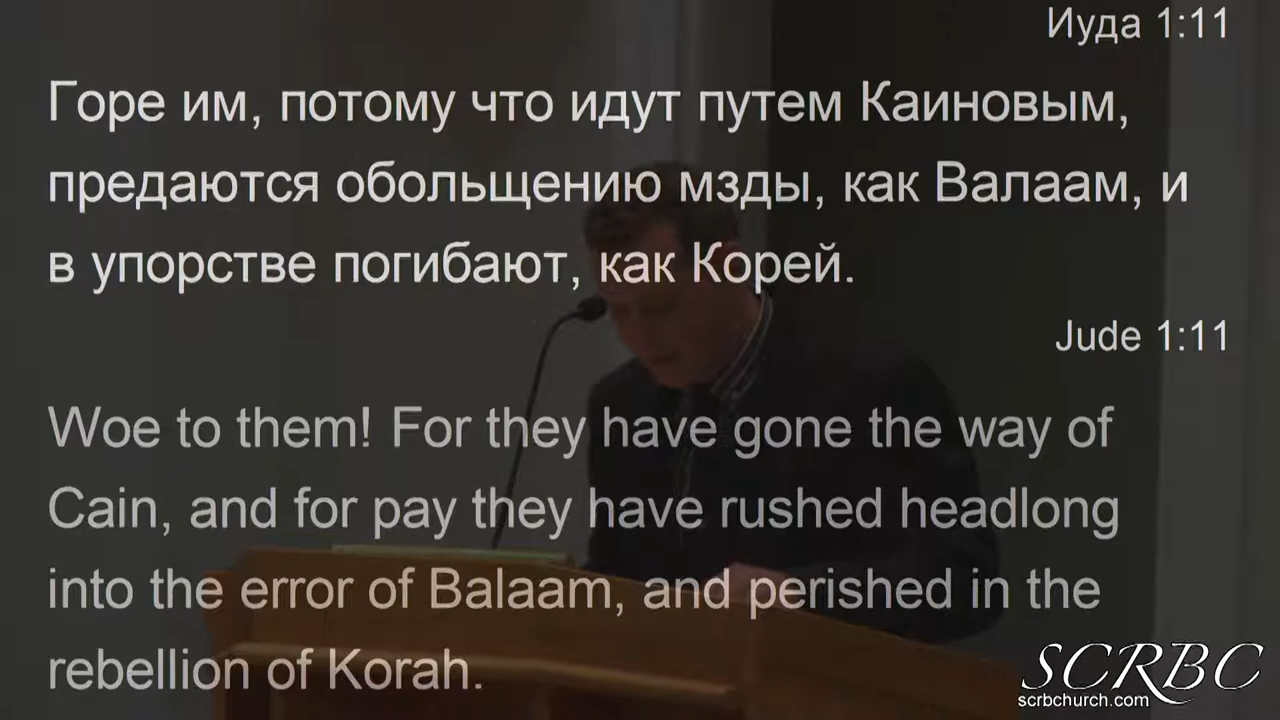 Иуда 1:11
Горе им, потому что идут путем Каиновым,
предаются обольщению мзды, как Валаам, и
в упорстве погибают, как Корей.
Jude 1:11
Woe to them! For they have gone the way of
Cain, and for pay they have rushed headlong
into the error of Balaam, and perished in the
rebellion of Korah.
SCRBC
scrbchurch.com